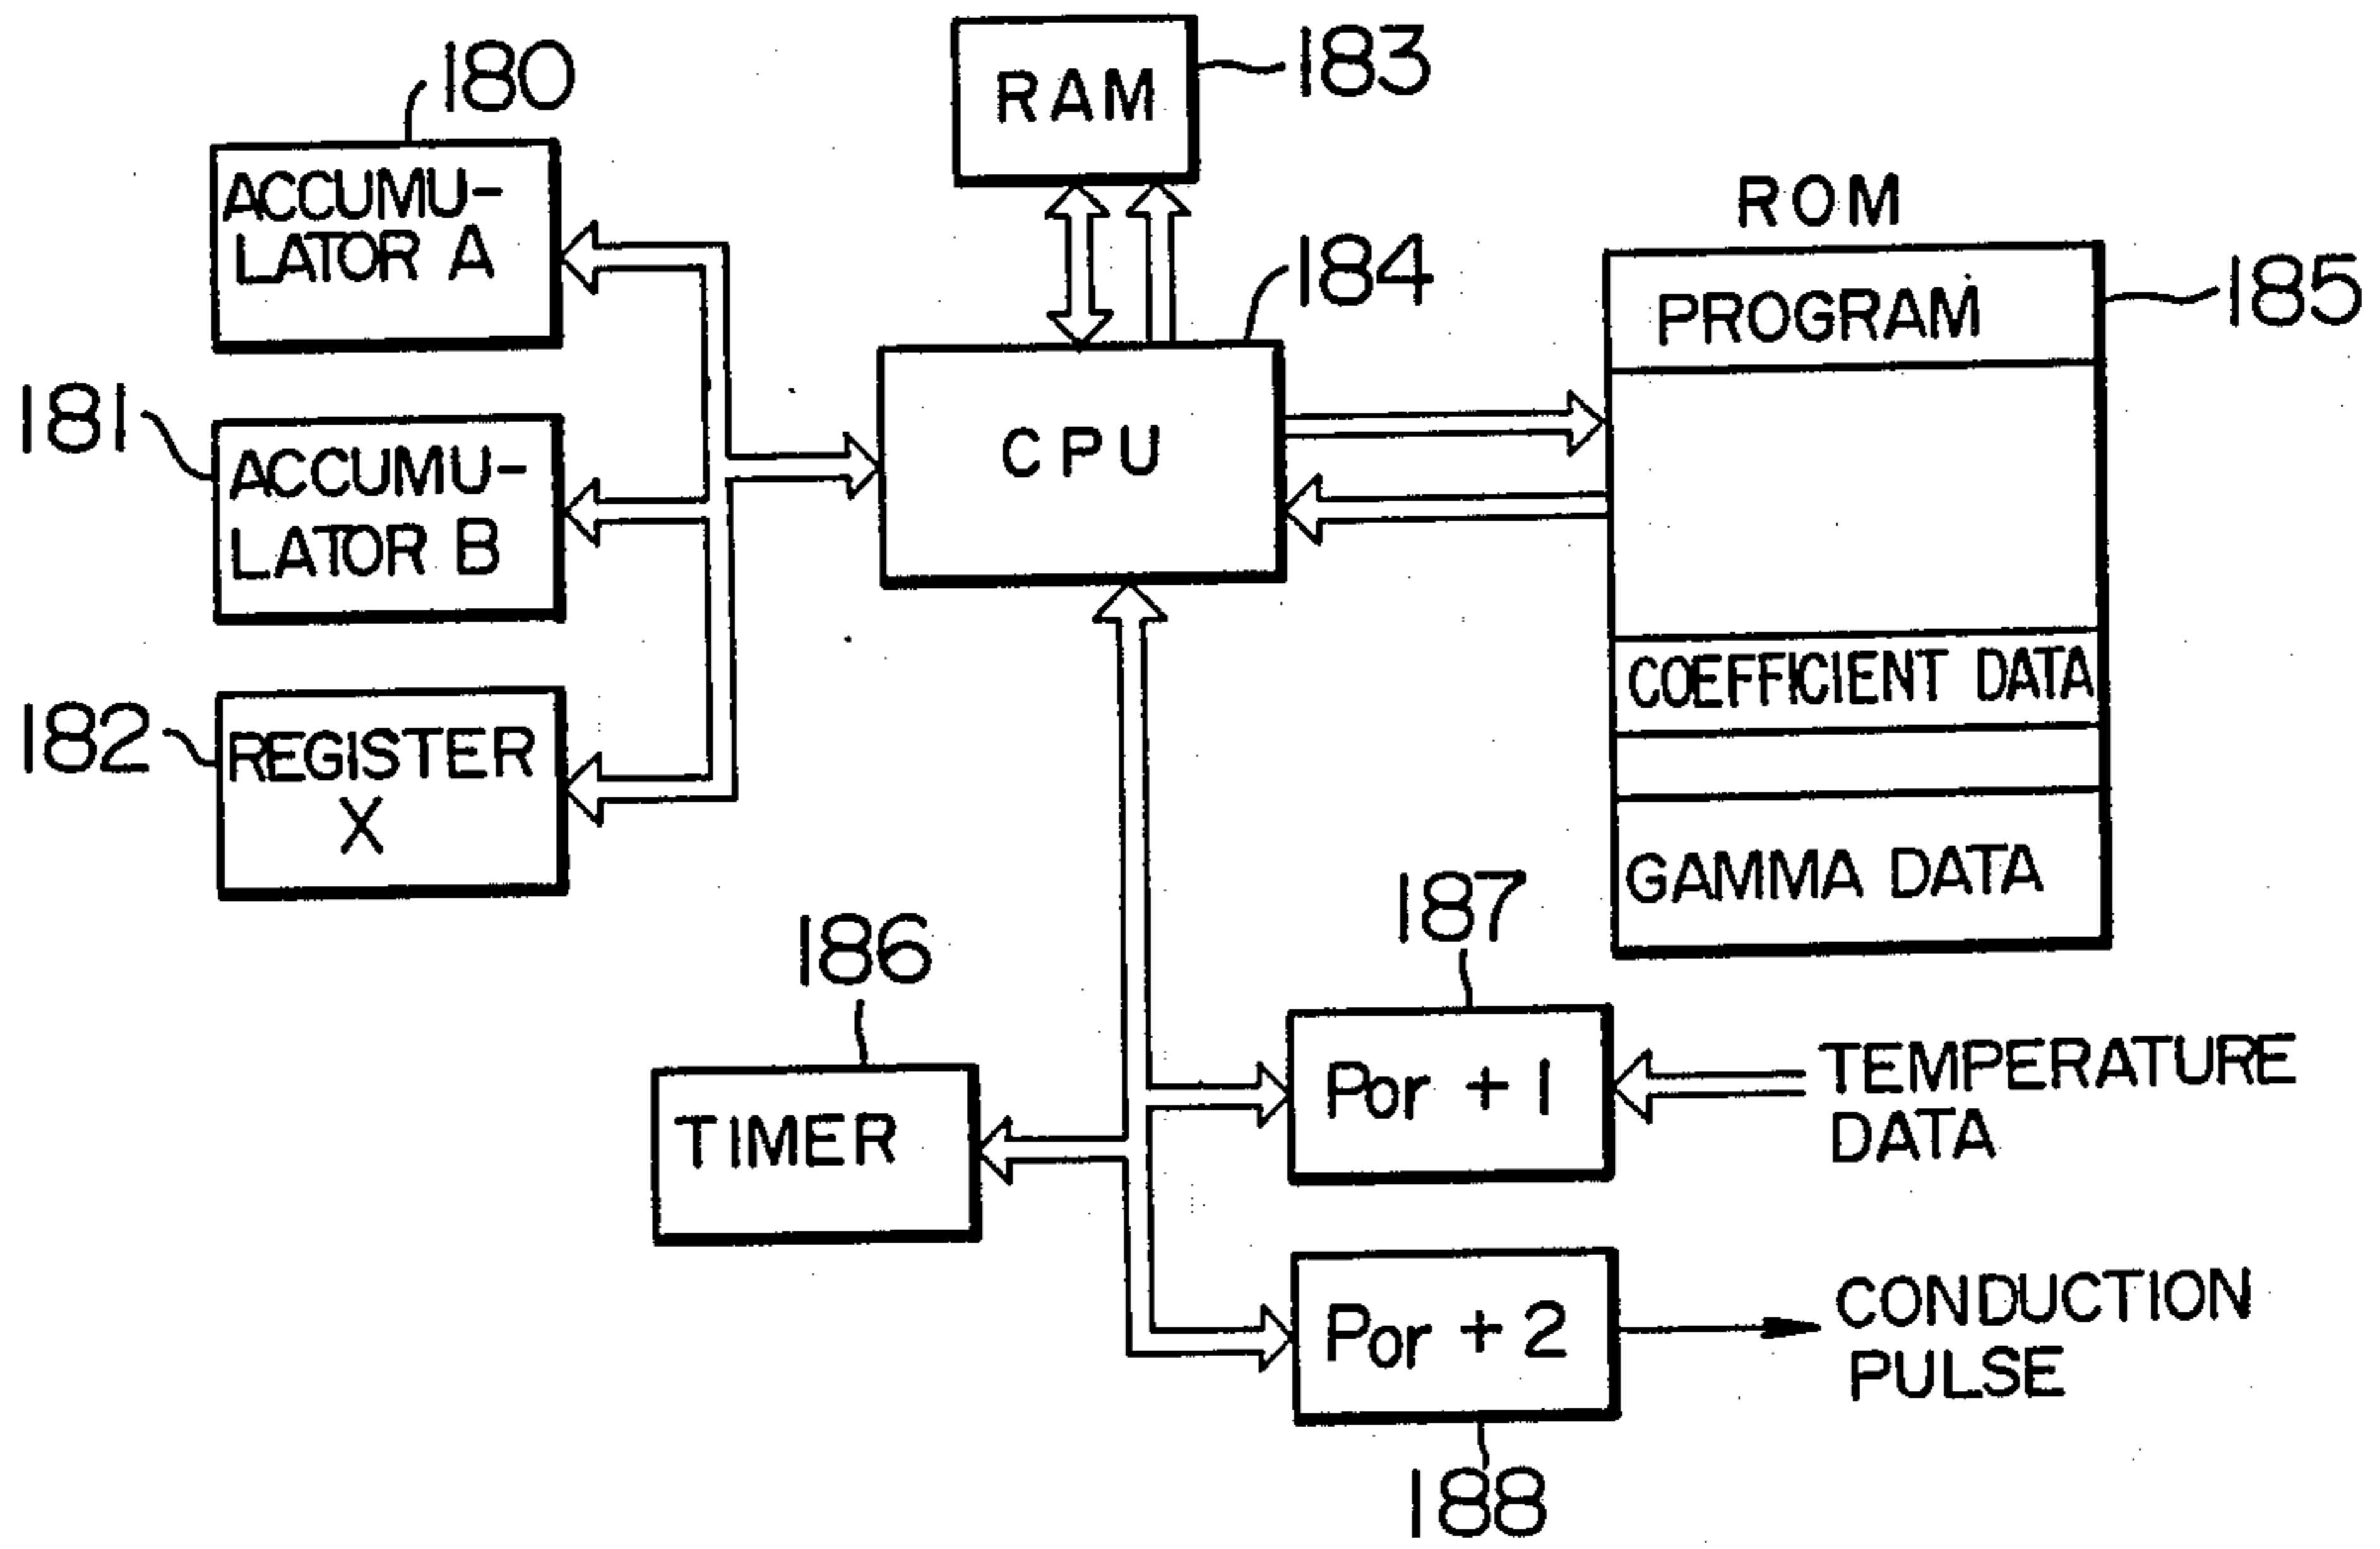 180
ACCUMU-
LATOR A
181
ACCUMU-
LATOR B
182
REGISTER
X
RAM
183
184
CPU
ROM
PROGRAM
185
COEFFICIENT DATA
GAMMA DATA
186
TIMER
187
Por + 1
TEMPERATURE
DATA
Por + 2
CONDUCTION
PULSE
188